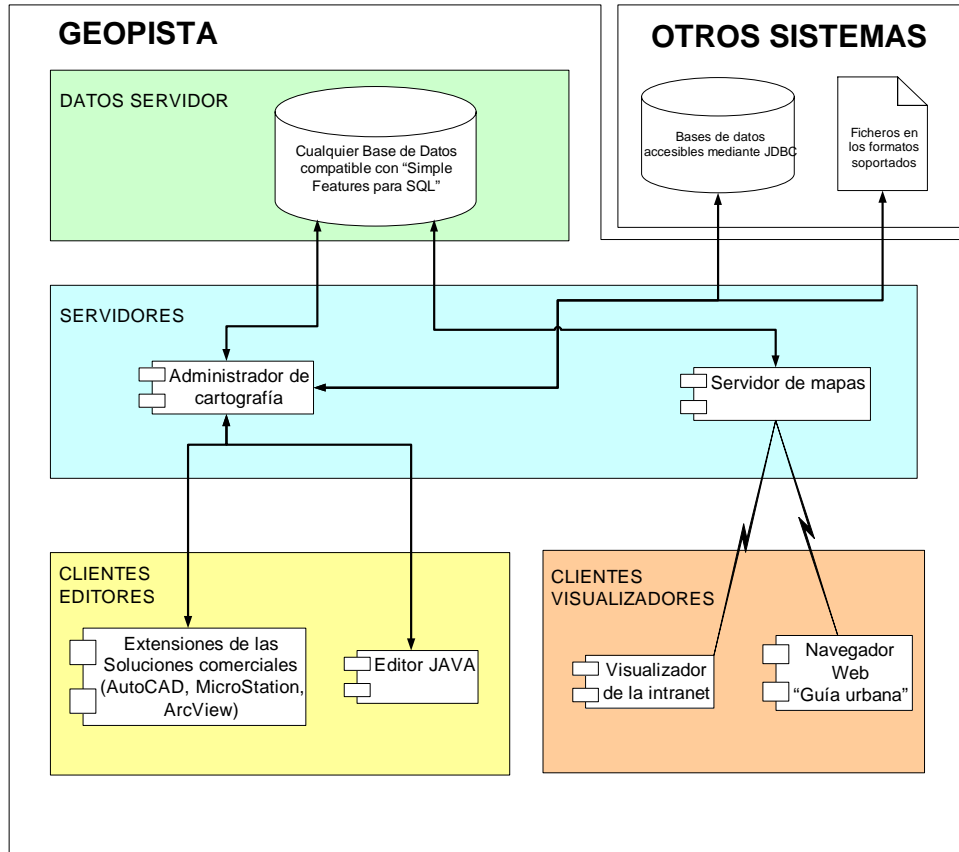 GEOPISTA
OTROS SISTEMAS
DATOS SERVIDOR
Cualquier Base de Datos
compatible con “Simple
Features para SQL”
Bases de datos
accesibles mediante JDBC
Ficheros en
los formatos
soportados
SERVIDORES
Administrador de
cartografía
Servidor de mapas
CLIENTES
EDITORES
Extensiones de las
Soluciones comerciales
(AutoCAD, MicroStation,
ArcView)
Editor JAVA
CLIENTES
VISUALIZADORES
Visualizador
de la intranet
Navegador
Web
“Guía urbana”